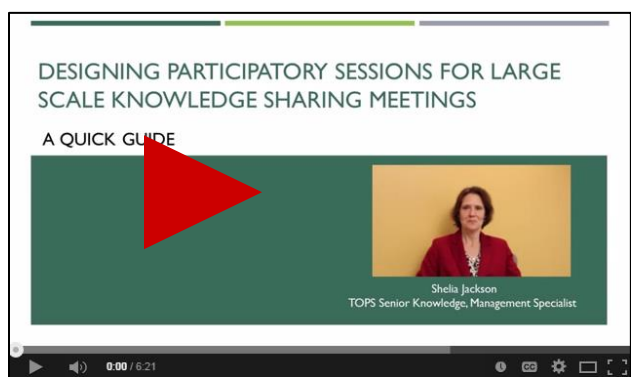 DESIGNING PARTICIPATORY SESSIONS FOR LARGE
SCALE KNOWLEDGE SHARING MEETINGS
A QUICK GUIDE
Shelia Jackson
TOPS Senior Knowledge, Management Specialist
0:00 / 6:21
CC